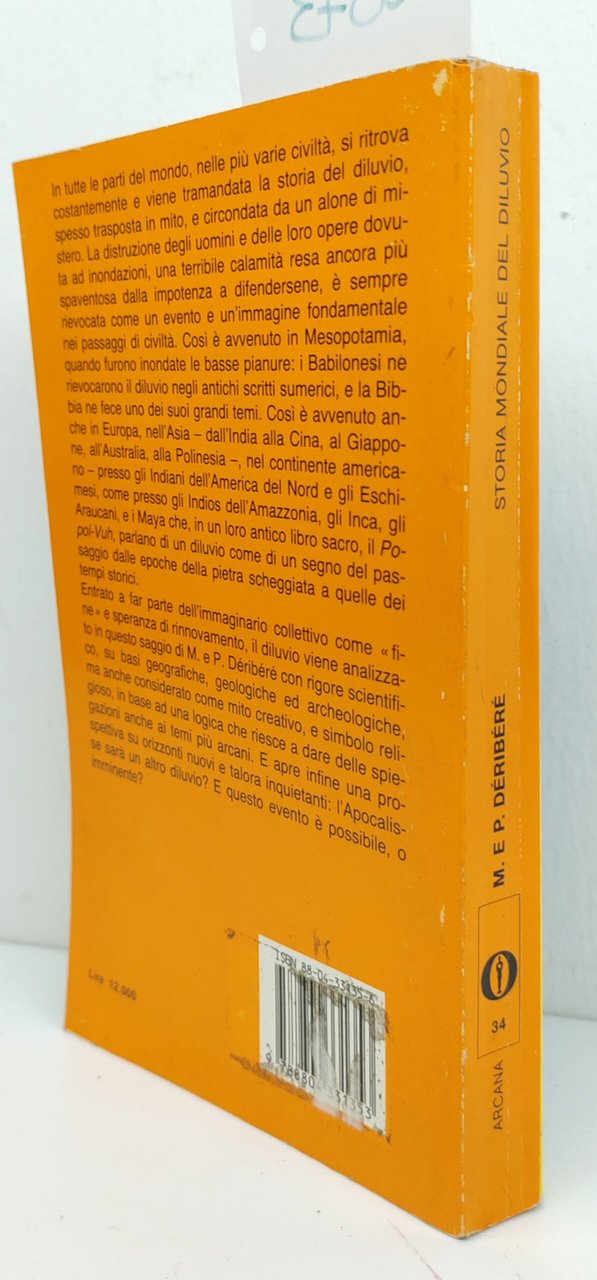 In tutte le parti del mondo, nelle più varie civiltà, si ritrova
costantemente e viene tramandata la storia del diluvio,
spesso trasposta in mito, e circondata da un alone di mi-
stero. La distruzione degli uomini e delle loro opere dovu-
ta ad inondazioni, una terribile calamità resa ancora più
spaventosa dalla impotenza a difendersene, è sempre
rievocata come un evento e un'immagine fondamentale
nei passaggi di civiltà. Così è avvenuto in Mesopotamia,
quando furono inondate le basse pianure: i Babilonesi ne
rievocarono il diluvio negli antichi scritti sumerici, e la Bib-
bia ne fece uno dei suoi grandi temi. Così è avvenuto an-
che in Europa, nell'Asia – dall'India alla Cina, al Giappo-
ne, all'Australia, alla Polinesia –, nel continente america-
no – presso gli Indiani dell'America del Nord e gli Eschi-
mesi, come presso gli Indios dell'Amazzonia, gli Inca, gli
Araucani, e i Maya che, in un loro antico libro sacro, il Po-
pol-Vuh, parlano di un diluvio come di un segno del pas-
saggio dalle epoche della pietra scheggiata a quelle dei
tempi storici.
Entrato a far parte dell'immaginario collettivo come « fi-
ne » e speranza di rinnovamento, il diluvio viene analizza-
to in questo saggio di M. e P. Déribéré con rigore scientifi-
co, su basi geografiche, geologiche ed archeologiche,
ma anche considerato come mito creativo, e simbolo reli-
gioso, in base ad una logica che riesce a dare delle spie-
gazioni anche ai temi più arcani. E apre infine una pro-
spettiva su orizzonti nuovi e talora inquietanti: l'Apocalis-
se sarà un altro diluvio? E questo evento è possibile, o
imminente?
Lire 12.000
ISBN 88-04-33135-6
STORIA MONDIALE DEL DILUVIO
M. E P. DÉRIBÉRÉ
34
ARCANA